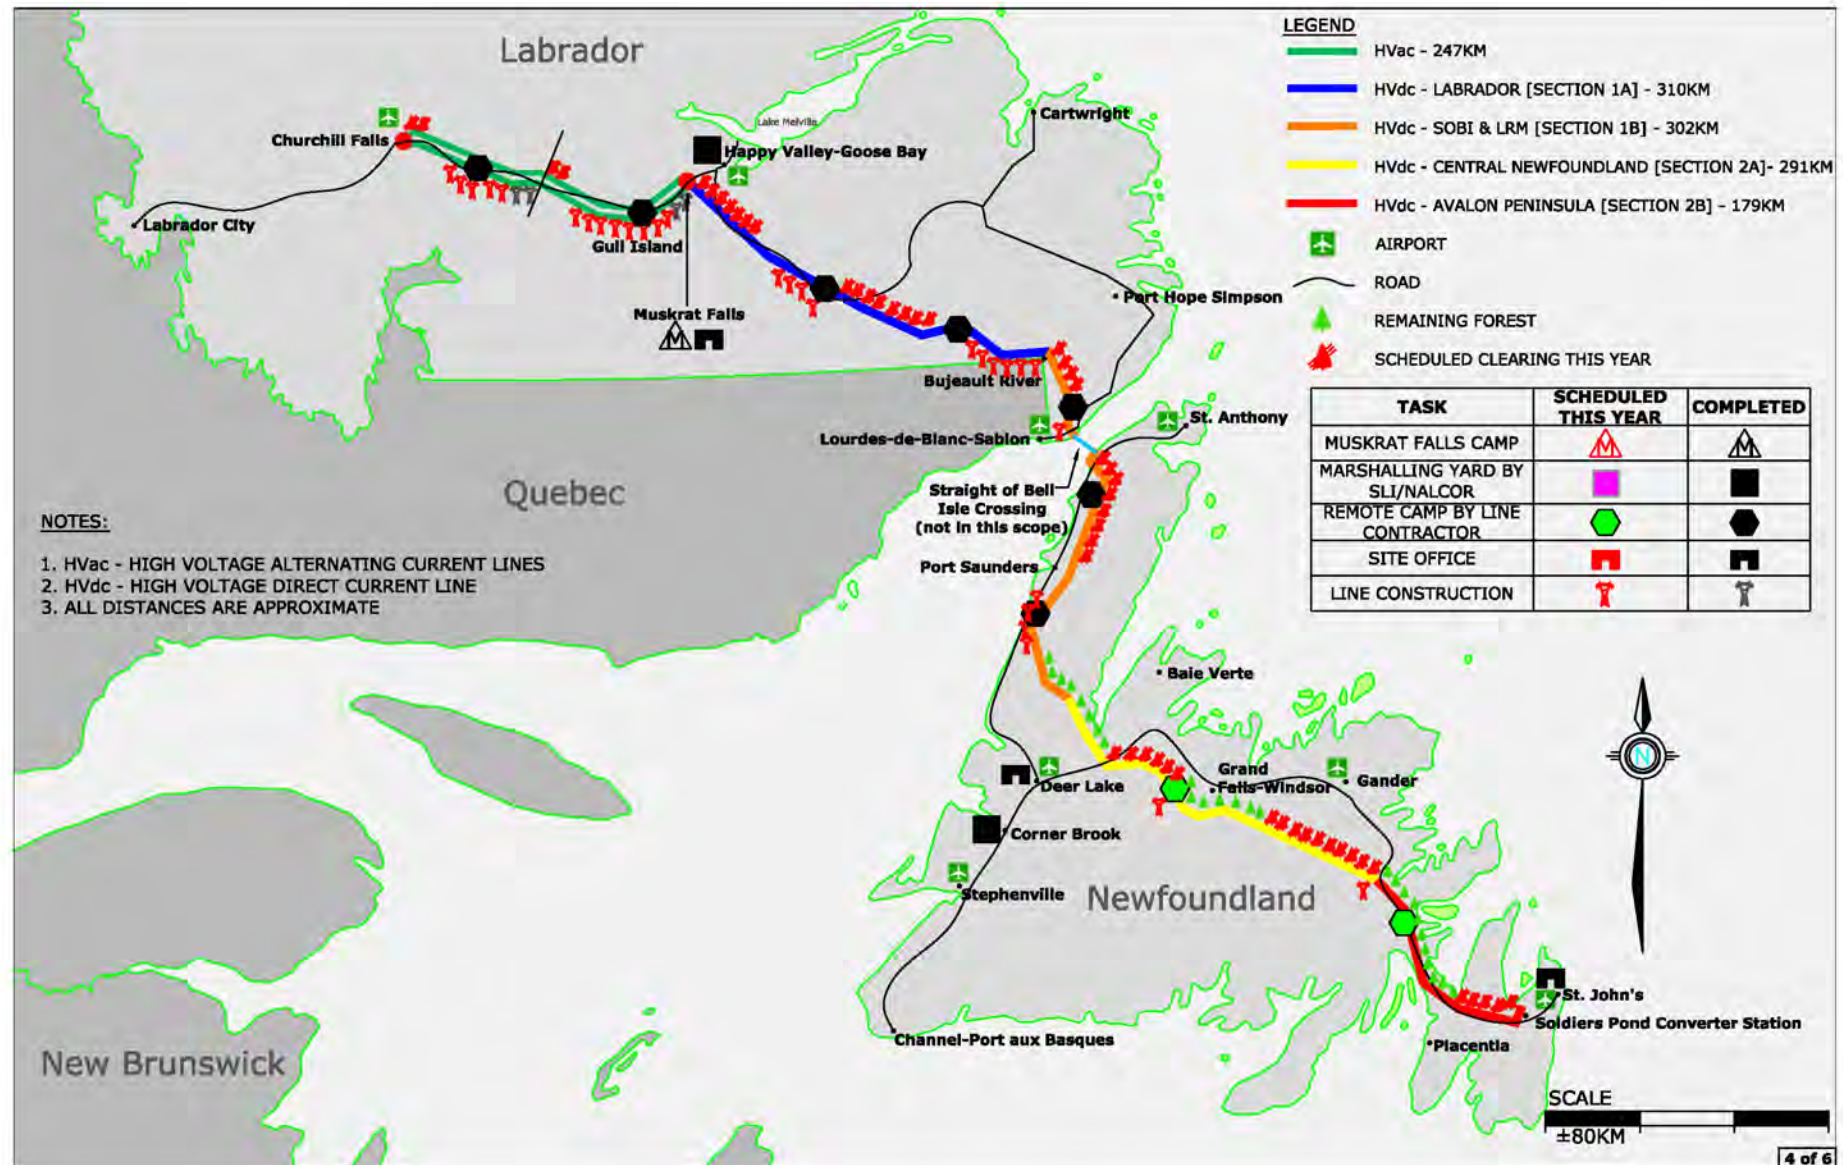 Labrador
Lake Melville
Cartwright
Churchill Falls
Happy Valley-Goose Bay
Labrador City
Gull Island
Muskrat Falls
Port Hope Simpson
Bujeault River
Lourdes-de-Blanc-Sablon
St. Anthony
Quebec
Straight of Bell
Isle Crossing
(not in this scope)
Port Saunders
Baie Verte
Deer Lake
Grand
Falls-Windsor
Gander
Corner Brook
Stephenville
Newfoundland
Channel-Port aux Basques
St. John's
Soldiers Pond Converter Station
Placentia
New Brunswick
NOTES:
1. HVac - HIGH VOLTAGE ALTERNATING CURRENT LINES
2. HVdc - HIGH VOLTAGE DIRECT CURRENT LINE
3. ALL DISTANCES ARE APPROXIMATE
LEGEND
HVac - 247KM
HVdc - LABRADOR [SECTION 1A] - 310KM
HVdc - SOBI & LRM [SECTION 1B] - 302KM
HVdc - CENTRAL NEWFOUNDLAND [SECTION 2A]- 291KM
HVdc - AVALON PENINSULA [SECTION 2B] - 179KM
AIRPORT
ROAD
REMAINING FOREST
SCHEDULED CLEARING THIS YEAR
TASK
SCHEDULED
THIS YEAR
COMPLETED
MUSKRAT FALLS CAMP
MARSHALLING YARD BY
SLI/NALCOR
REMOTE CAMP BY LINE
CONTRACTOR
SITE OFFICE
LINE CONSTRUCTION
N
SCALE
±80KM
4 of 6